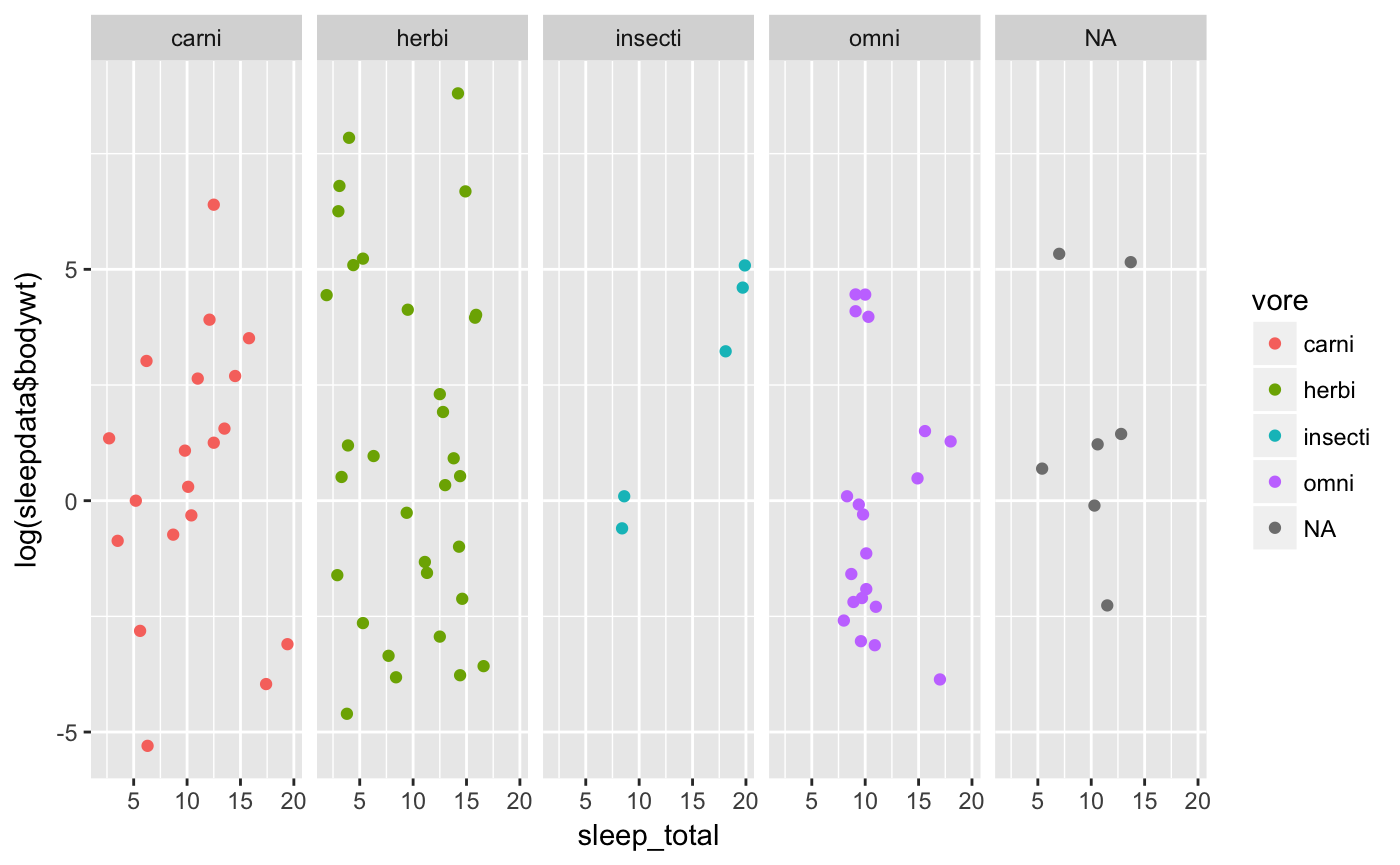 carni herbi insecti omni NA
log(sleepdata$bodywt)
5
0
-5
5 10 15 20 5 10 15 20 5 10 15 20 5 10 15 20 5 10 15 20
sleep_total
vore
carni
herbi
insecti
omni
NA